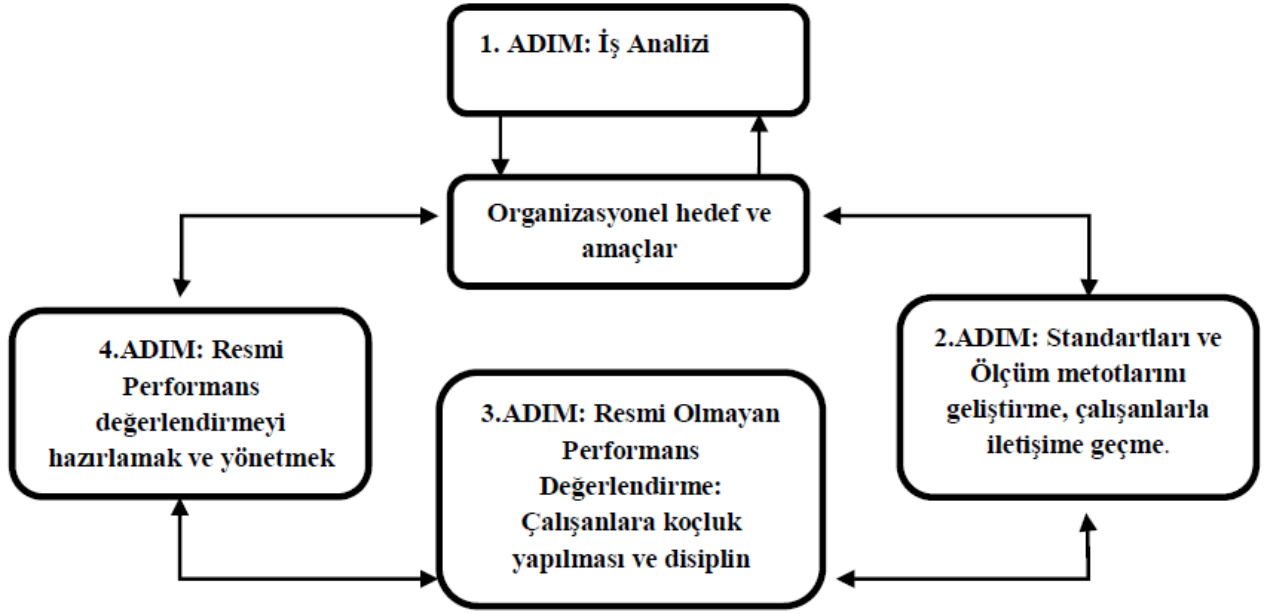 1. ADIM: İş Analizi
Organizasyonel hedef ve
amaçlar
2.ADIM: Standartları ve
Ölçüm metotlarını
geliştirme, çalışanlarla
iletişime geçme.
3.ADIM: Resmi Olmayan
Performans
Değerlendirme:
Çalışanlara koçluk
yapılması ve disiplin
4.ADIM: Resmi
Performans
değerlendirmeyi
hazırlamak ve yönetmek